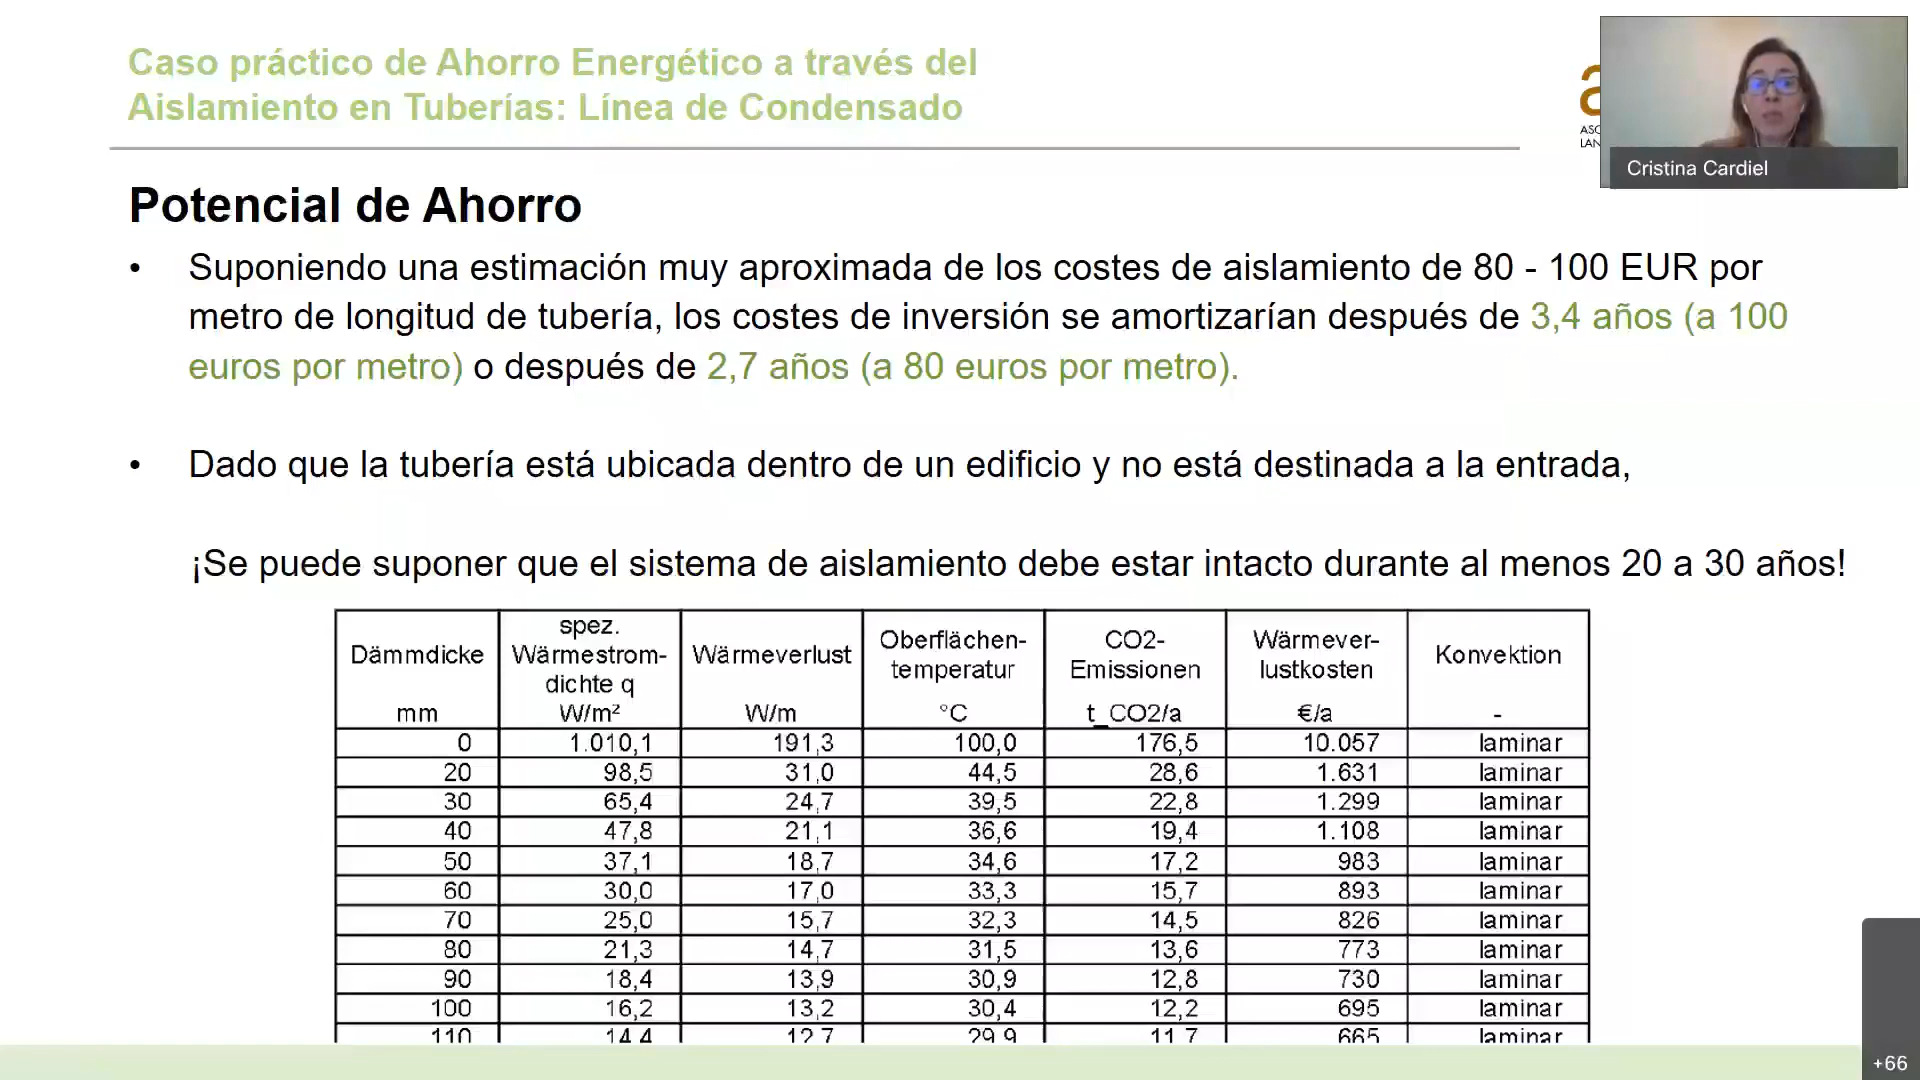 Caso práctico de Ahorro Energético a través del
Aislamiento en Tuberías: Línea de Condensado
a
ASO
LAN
Cristina Cardiel
Potencial de Ahorro
• Suponiendo una estimación muy aproximada de los costes de aislamiento de 80 - 100 EUR por
metro de longitud de tubería, los costes de inversión se amortizarían después de 3,4 años (a 100
euros por metro) o después de 2,7 años (a 80 euros por metro).
• Dado que la tubería está ubicada dentro de un edificio y no está destinada a la entrada,
¡Se puede suponer que el sistema de aislamiento debe estar intacto durante al menos 20 a 30 años!
Dämmdicke mm spez. Wärmestrom-dichte q W/m² Wärmeverlust W/m Oberflächen-temperatur °C CO2-Emissionen t_CO2/a Wärmever-lustkosten €/a Konvektion -
0 1.010,1 191,3 100,0 176,5 10.057 laminar
20 98,5 31,0 44,5 28,6 1.631 laminar
30 65,4 24,7 39,5 22,8 1.299 laminar
40 47,8 21,1 36,6 19,4 1.108 laminar
50 37,1 18,7 34,6 17,2 983 laminar
60 30,0 17,0 33,3 15,7 893 laminar
70 25,0 15,7 32,3 14,5 826 laminar
80 21,3 14,7 31,5 13,6 773 laminar
90 18,4 13,9 30,9 12,8 730 laminar
100 16,2 13,2 30,4 12,2 695 laminar
110 14,4 12,7 29,9 11,7 665 laminar
+66